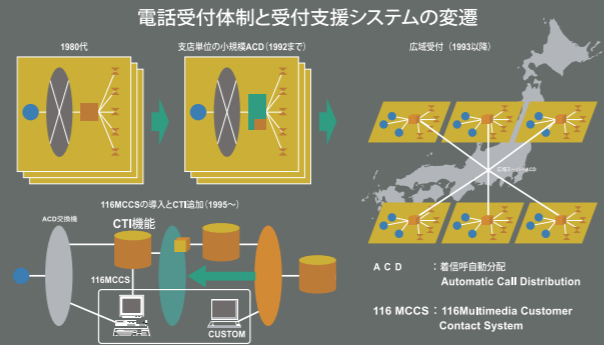 電話受付体制と受付支援システムの変遷
1980代
支店単位の小規模ACD（1992まで）
広域受付（1993以降）
116MCCSの導入とCTI追加（1995〜）
ACD交換機
CTI機能
116MCCS
CUSTOM
ACD：着信呼自動分配
Automatic Call Distribution
116 MCCS：116Multimedia Customer
Contact System